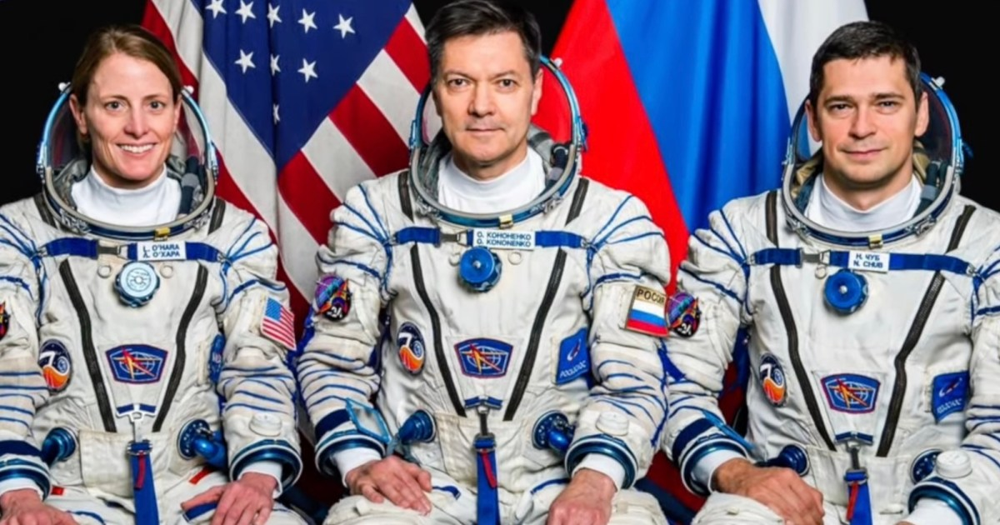 L. O'HARA
Л. О'ХАРА
О. КОНОНЕНКО
O. KONONENKO
Н. ЧУБ
N. CHUB
РОССИЯ